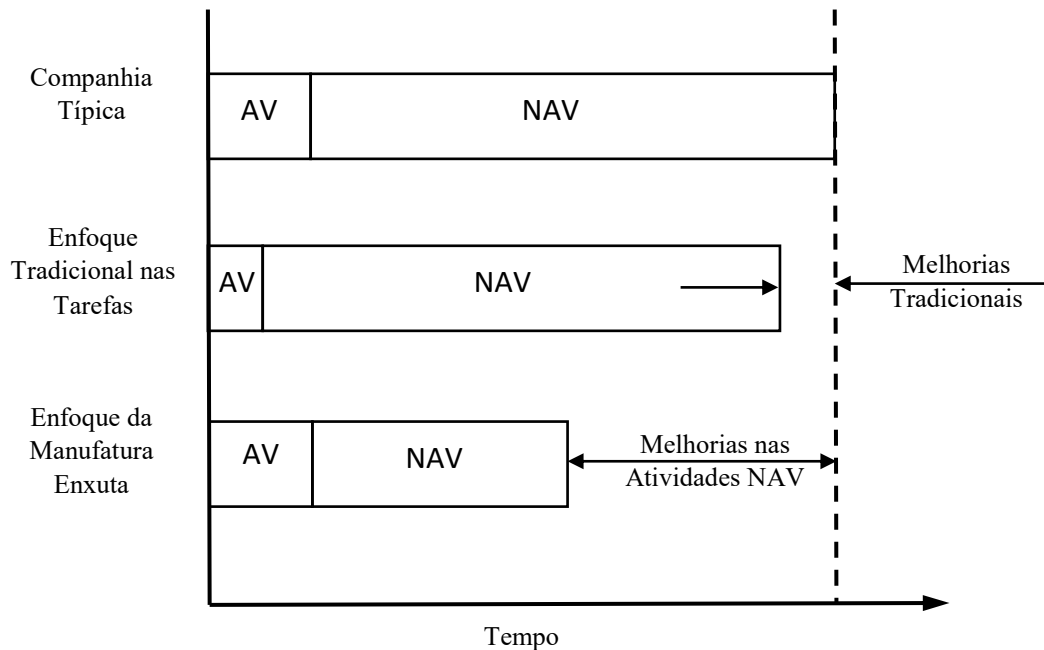 Companhia
Típica
AV
NAV
Enfoque
Tradicional nas
Tarefas
AV
NAV
Melhorias
Tradicionais
Enfoque da
Manufatura
Enxuta
AV
NAV
Melhorias nas
Atividades NAV
Tempo